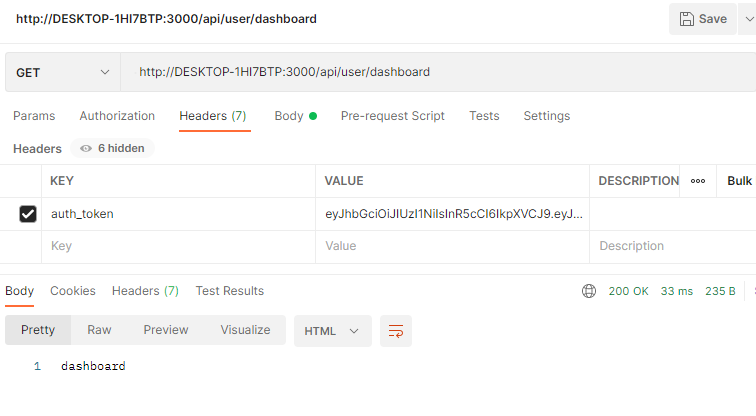 http://DESKTOP-1HI7BTP:3000/api/user/dashboard Save
GET http://DESKTOP-1HI7BTP:3000/api/user/dashboard
Params Authorization Headers (7) Body Pre-request Script Tests Settings
Headers 6 hidden
KEY VALUE DESCRIPTION Bulk
auth_token eyJhbGciOiJIUzI1NiIsInR5cCI6IkpXVCJ9.eyJ...
Key Value Description
Body Cookies Headers (7) Test Results 200 OK 33 ms 235 B
Pretty Raw Preview Visualize HTML
1 dashboard